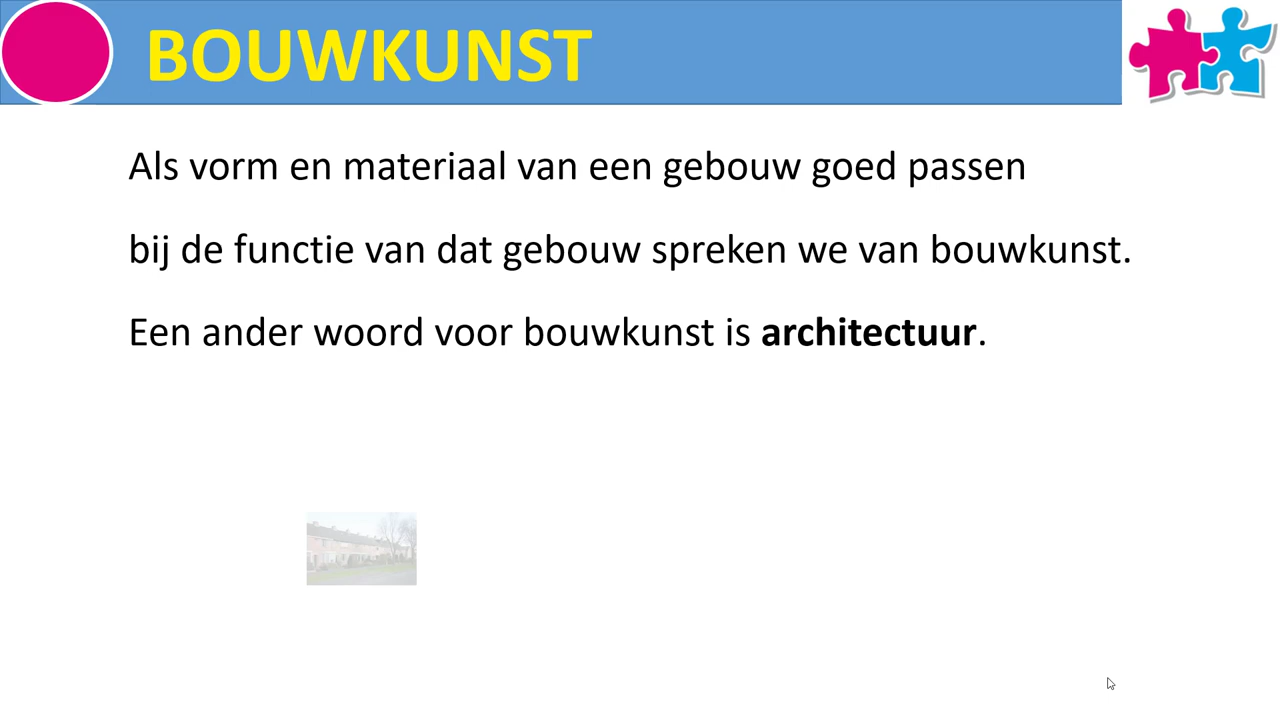 BOUWKUNST
Als vorm en materiaal van een gebouw goed passen
bij de functie van dat gebouw spreken we van bouwkunst.
Een ander woord voor bouwkunst is architectuur.